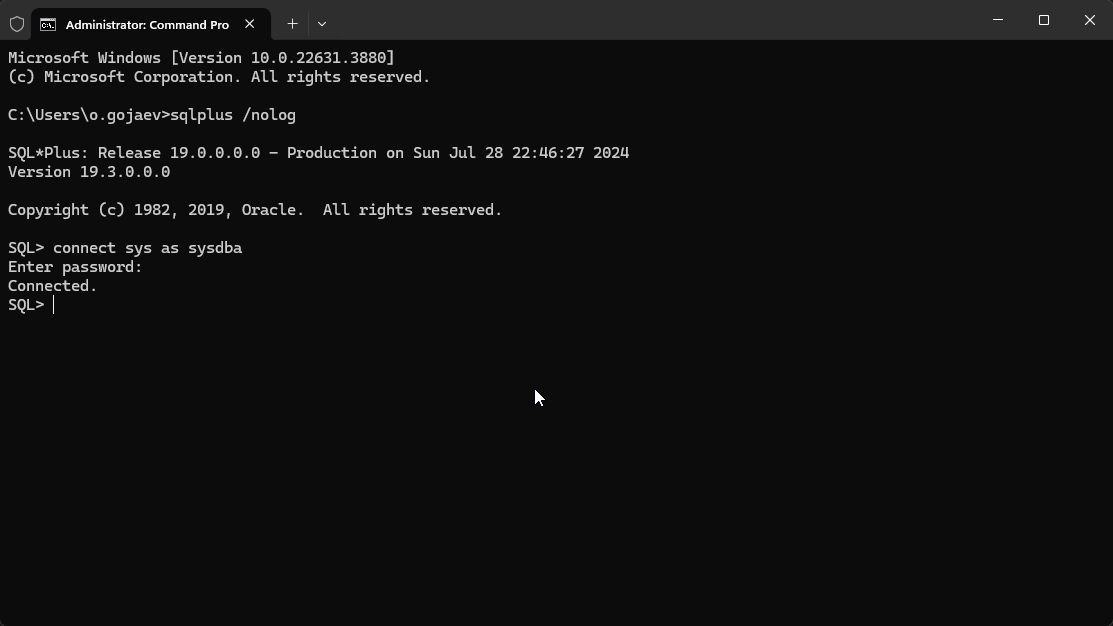 Administrator: Command Pro
Microsoft Windows [Version 10.0.22631.3880]
(c) Microsoft Corporation. All rights reserved.
C:\Users\o.gojaev>sqlplus /nolog
SQL*Plus: Release 19.0.0.0.0 - Production on Sun Jul 28 22:46:27 2024
Version 19.3.0.0.0
Copyright (c) 1982, 2019, Oracle.  All rights reserved.
SQL> connect sys as sysdba
Enter password:
Connected.
SQL>